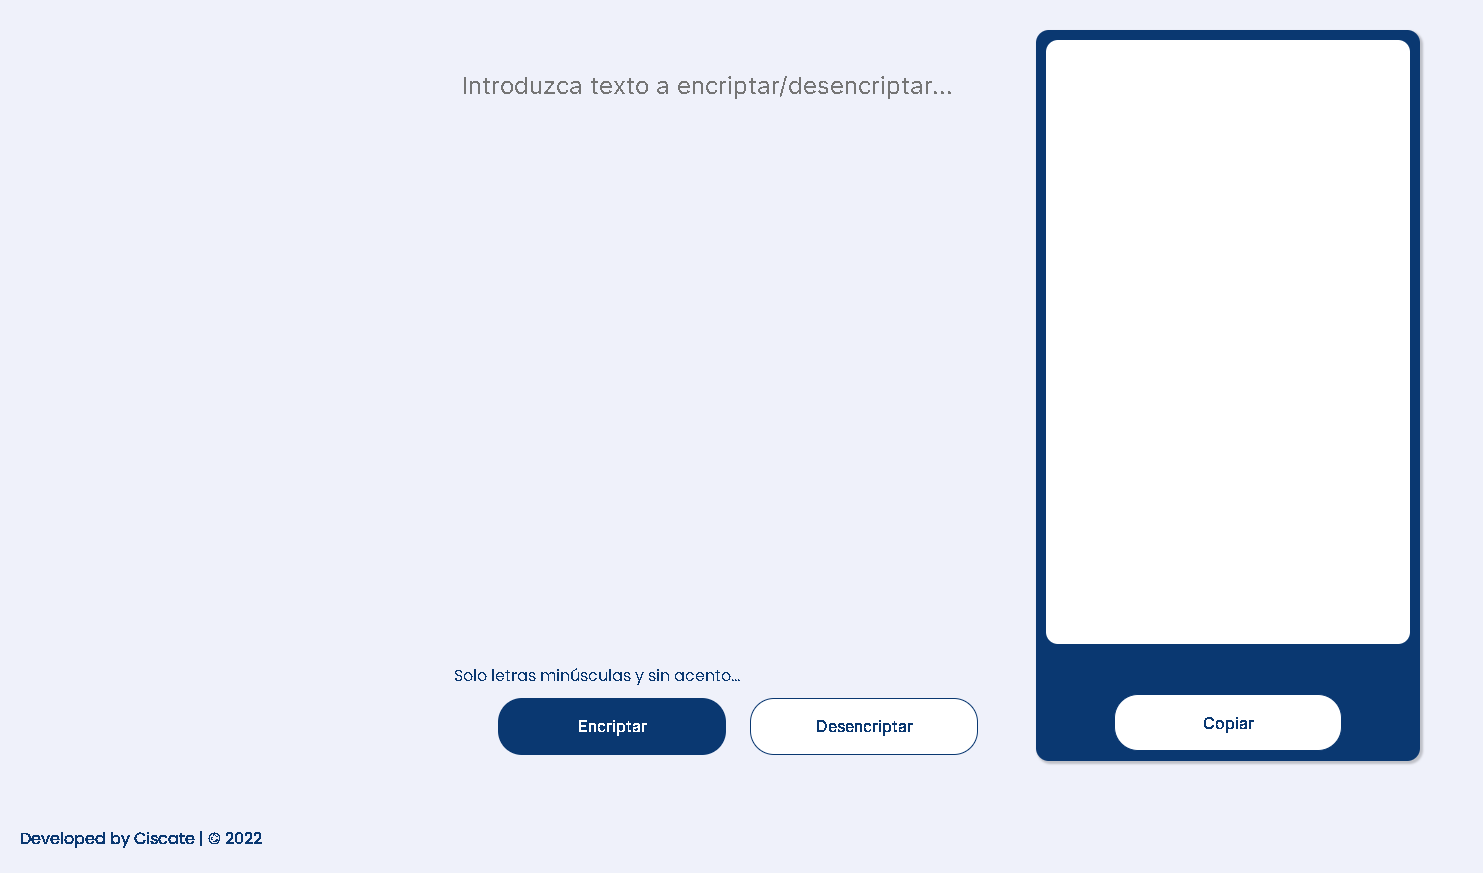 Introduzca texto a encriptar/desencriptar...
Solo letras minúsculas y sin acento...
Encriptar
Desencriptar
Copiar
Developed by Ciscate | © 2022